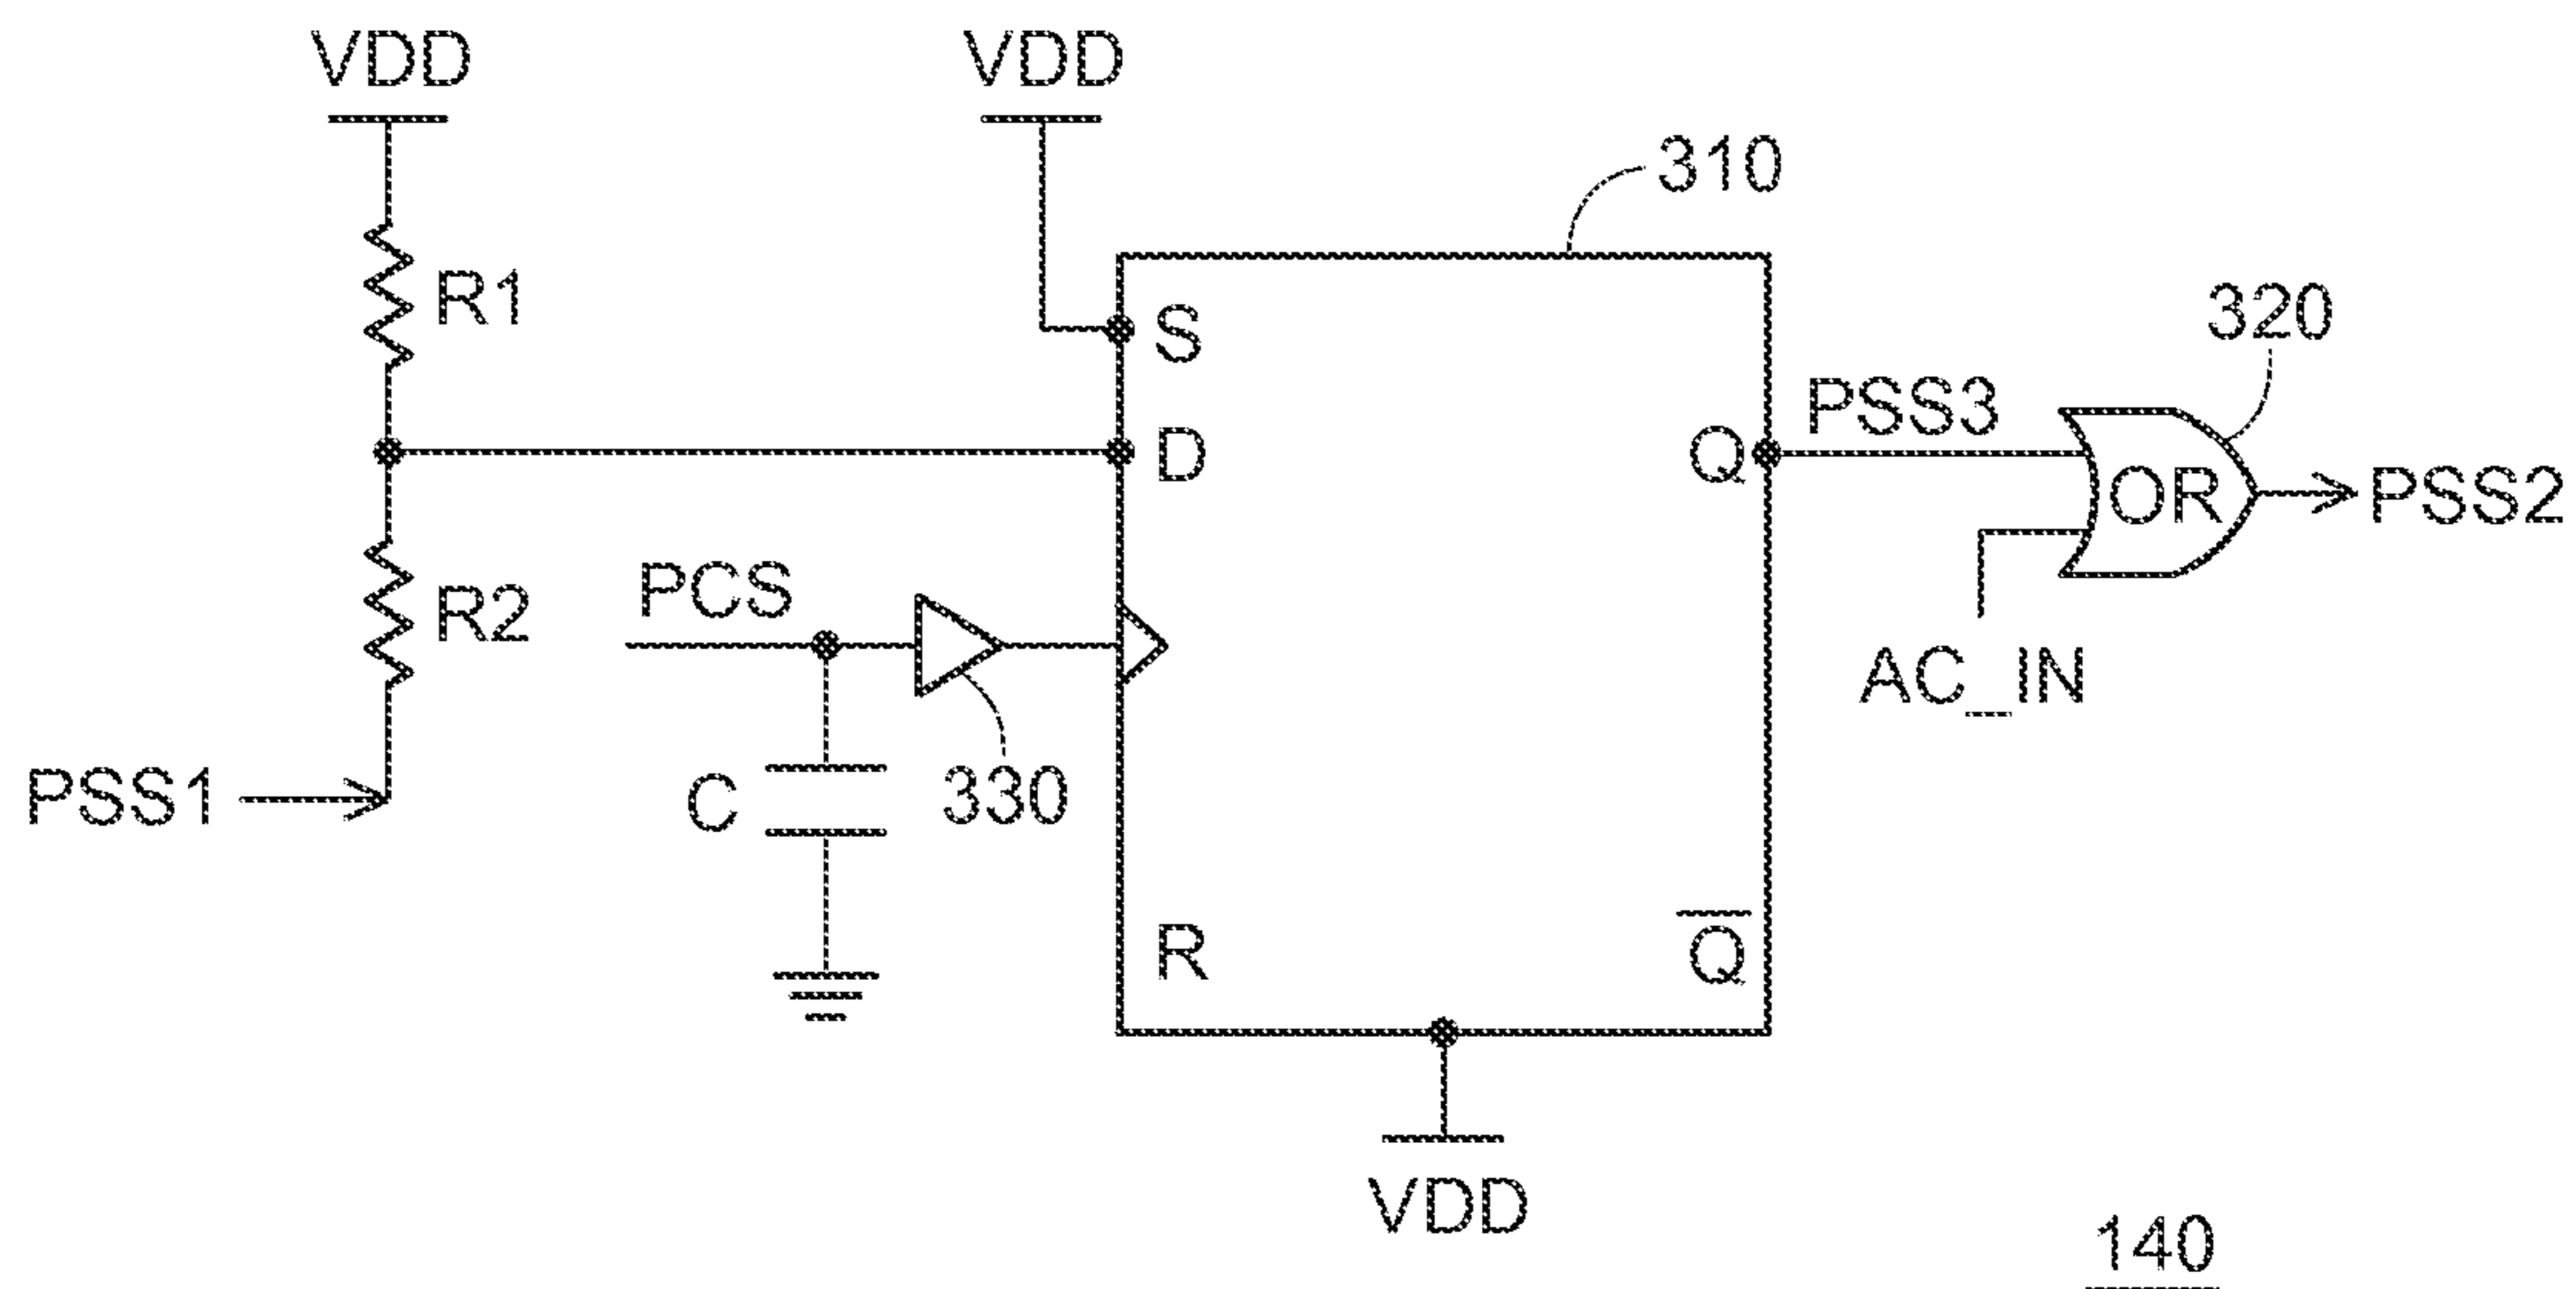 VDD
VDD
310
R1
S
320
PSS3
D
Q
OR
PSS2
PCS
R2
AC_IN
PSS1
C
330
R
Q̅
VDD
140